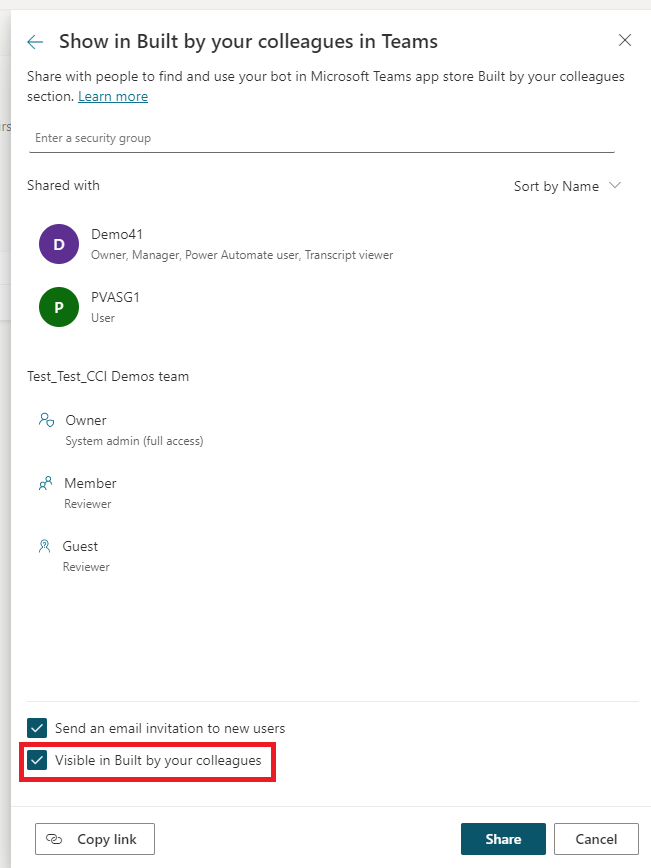 Show in Built by your colleagues in Teams
Share with people to find and use your bot in Microsoft Teams app store Built by your colleagues
section. Learn more
Enter a security group
Shared with
Sort by Name
D
Demo41
Owner, Manager, Power Automate user, Transcript viewer
P
PVASG1
User
Test_Test_CCI Demos team
Owner
System admin (full access)
Member
Reviewer
Guest
Reviewer
Send an email invitation to new users
Visible in Built by your colleagues
Copy link
Share
Cancel